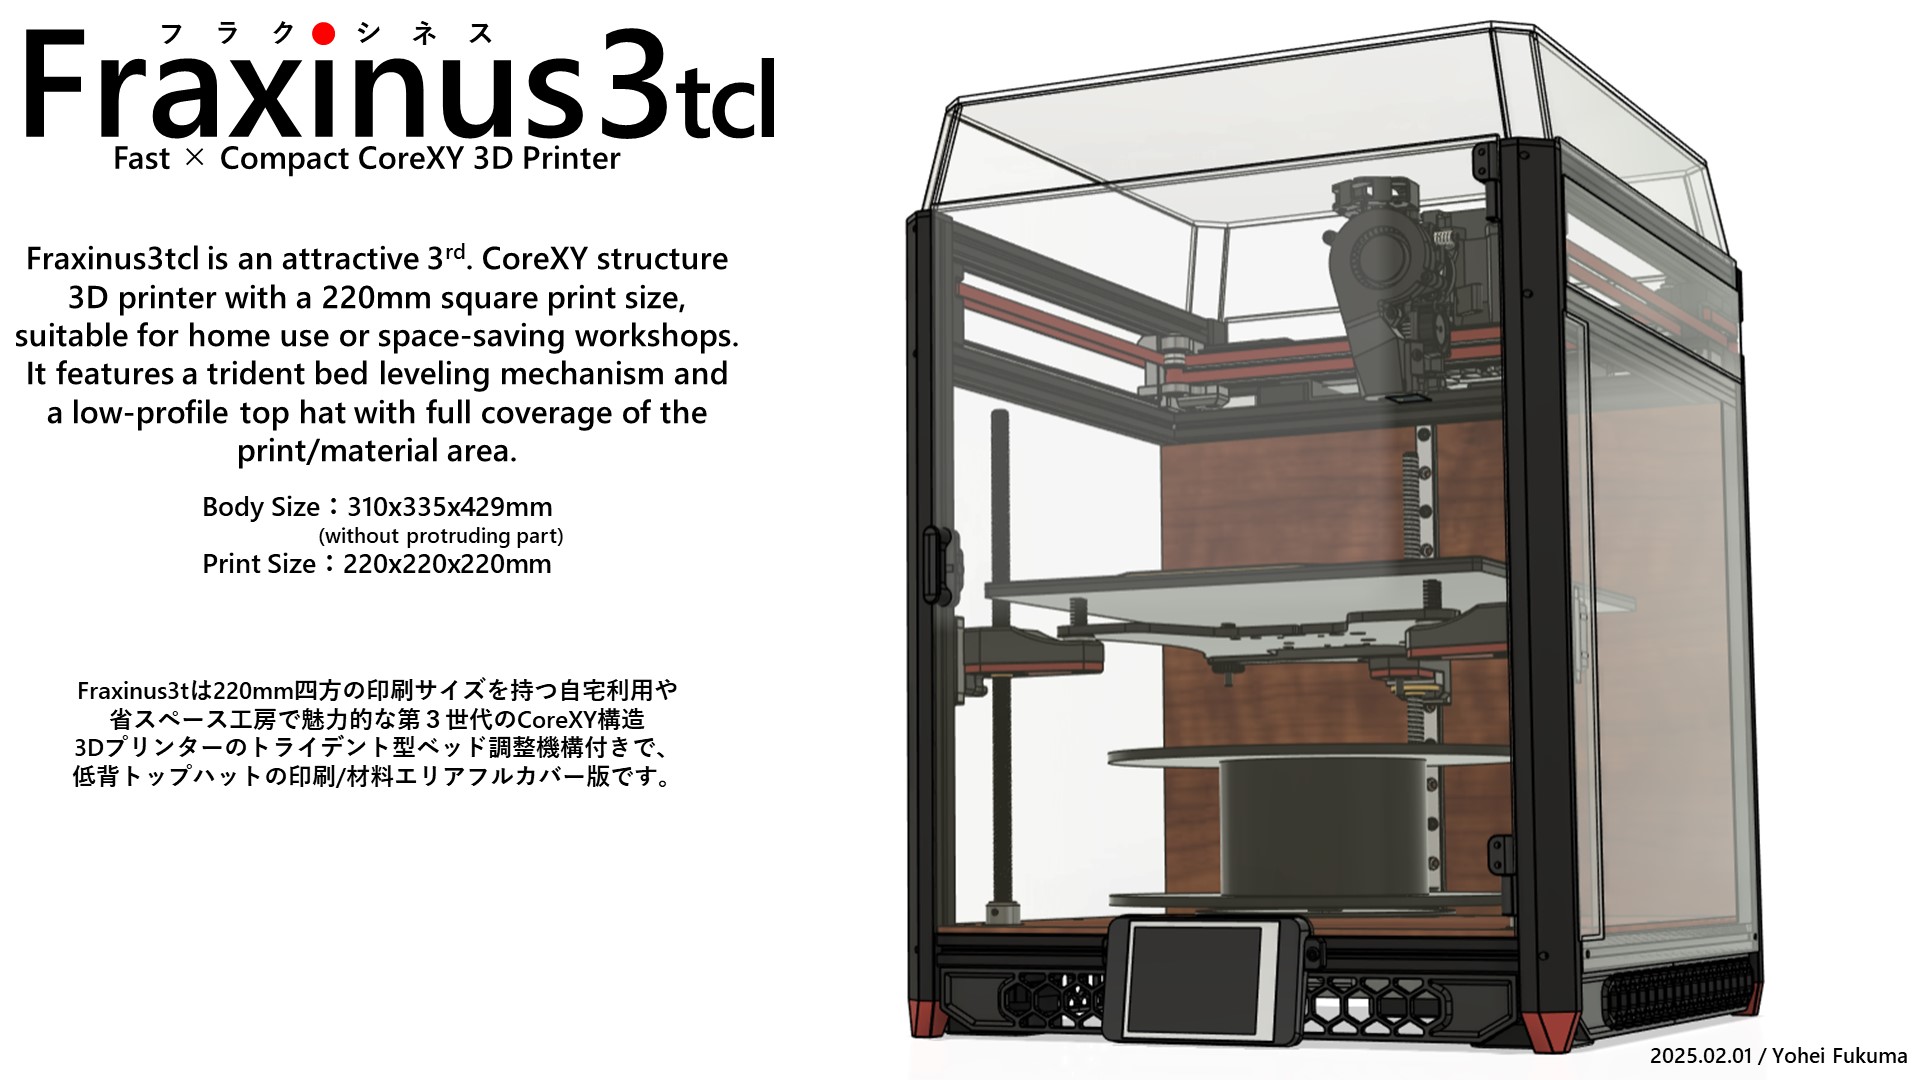 フラク●シネス
Fraxinus3tcl
Fast × Compact CoreXY 3D Printer
Fraxinus3tcl is an attractive 3rd. CoreXY structure
3D printer with a 220mm square print size,
suitable for home use or space-saving workshops.
It features a trident bed leveling mechanism and
a low-profile top hat with full coverage of the
print/material area.
Body Size：310x335x429mm
(without protruding part)
Print Size：220x220x220mm
Fraxinus3tは220mm四方の印刷サイズを持つ自宅利用や
省スペース工房で魅力的な第３世代のCoreXY構造
3Dプリンターのトライデント型ベッド調整機構付きで、
低背トップハットの印刷/材料エリアフルカバー版です。
2025.02.01 / Yohei Fukuma